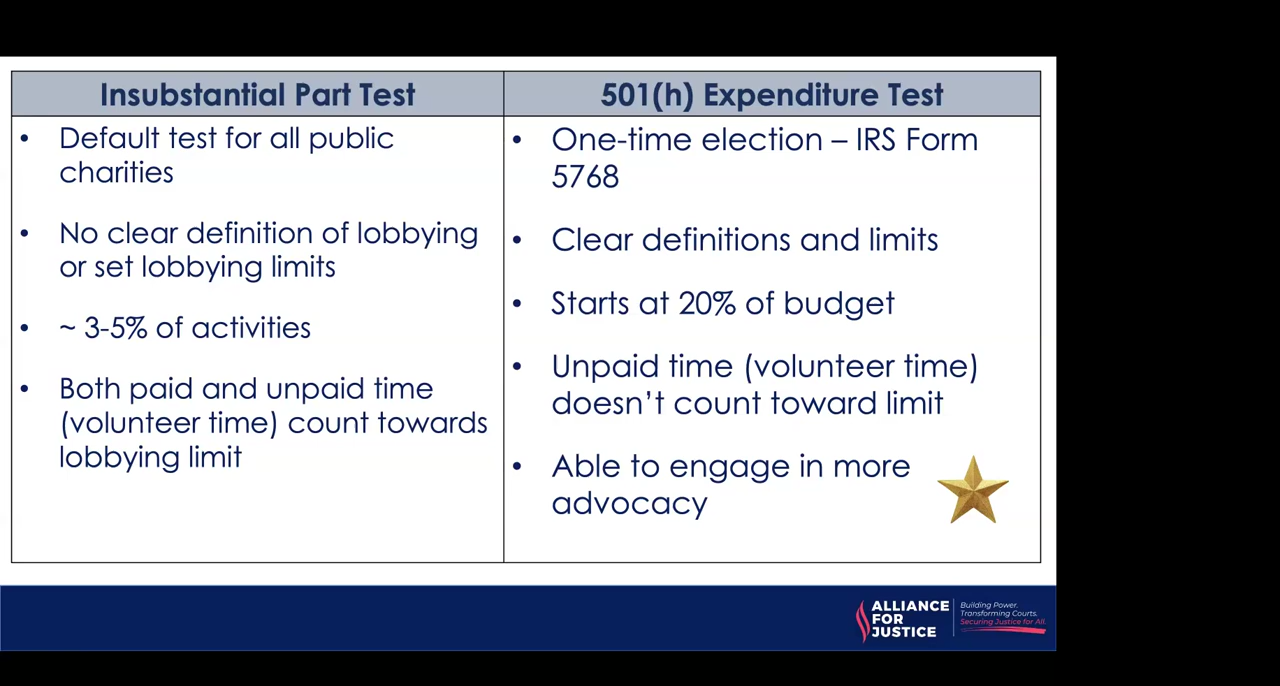 Insubstantial Part Test
• Default test for all public
charities
• No clear definition of lobbying
or set lobbying limits
• ~ 3-5% of activities
• Both paid and unpaid time
(volunteer time) count towards
lobbying limit
501(h) Expenditure Test
• One-time election – IRS Form
5768
• Clear definitions and limits
• Starts at 20% of budget
• Unpaid time (volunteer time)
doesn’t count toward limit
• Able to engage in more
advocacy
ALLIANCE
FOR
JUSTICE
Building Power.
Transforming Courts.
Securing Justice for All.